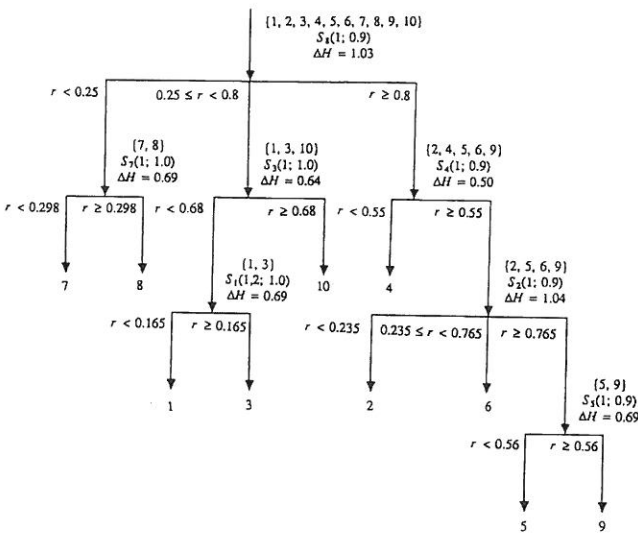 {1, 2, 3, 4, 5, 6, 7, 8, 9, 10}
S₈(1; 0.9)
ΔH = 1.03
r < 0.25
0.25 ≤ r < 0.8
r ≥ 0.8
{7, 8}
S₇(1; 1.0)
ΔH = 0.69
{1, 3, 10}
S₃(1; 1.0)
ΔH = 0.64
{2, 4, 5, 6, 9}
S₄(1; 0.9)
ΔH = 0.50
r < 0.298
r ≥ 0.298
r < 0.68
r ≥ 0.68
r < 0.55
r ≥ 0.55
7
8
{1, 3}
S₁(1,2; 1.0)
ΔH = 0.69
10
4
{2, 5, 6, 9}
S₂(1; 0.9)
ΔH = 1.04
r < 0.165
r ≥ 0.165
r < 0.235
0.235 ≤ r < 0.765
r ≥ 0.765
1
3
2
6
{5, 9}
S₅(1; 0.9)
ΔH = 0.69
r < 0.56
r ≥ 0.56
5
9